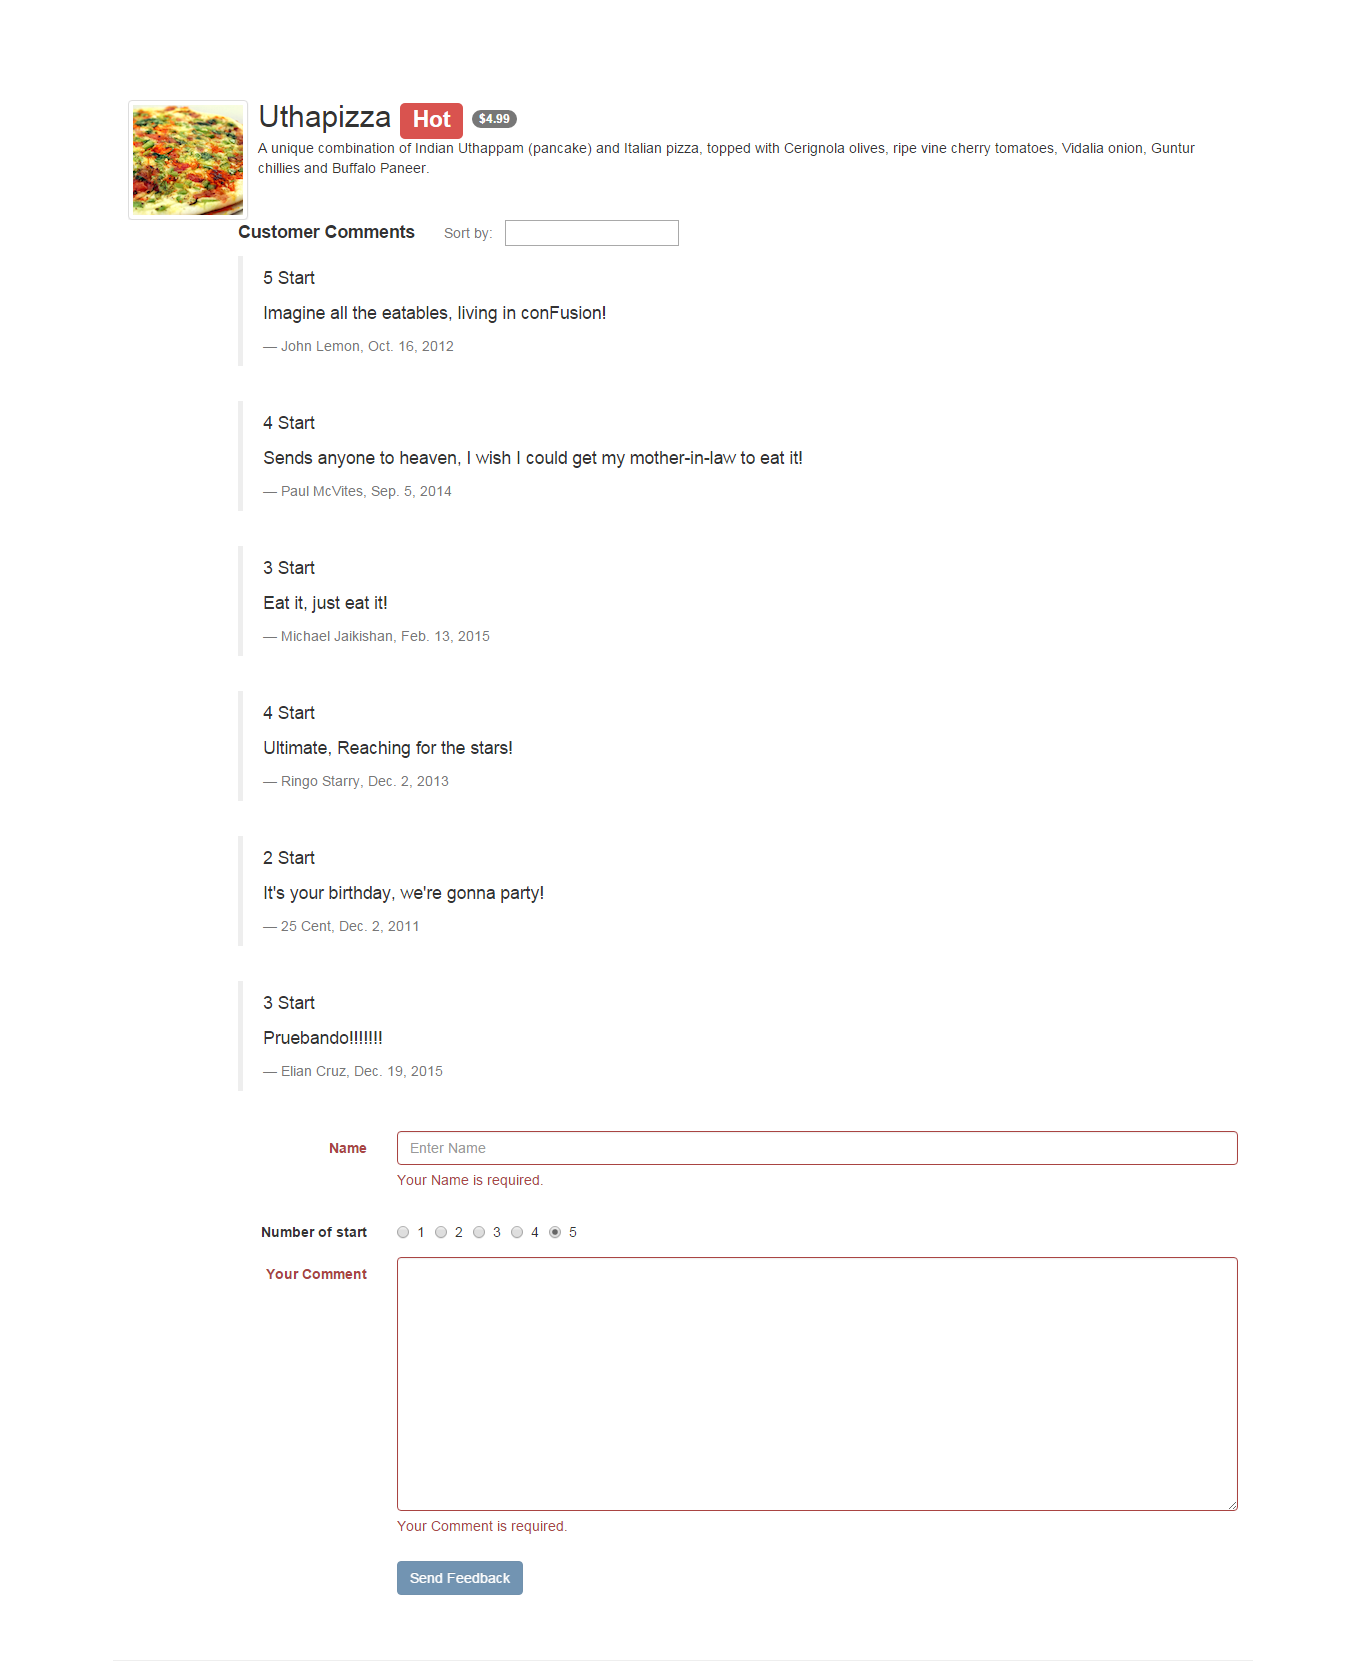 Uthapizza Hot $4.99
A unique combination of Indian Uthappam (pancake) and Italian pizza, topped with Cerignola olives, ripe vine cherry tomatoes, Vidalia onion, Guntur
chillies and Buffalo Paneer.
Customer Comments Sort by:
5 Start
Imagine all the eatables, living in conFusion!
— John Lemon, Oct. 16, 2012
4 Start
Sends anyone to heaven, I wish I could get my mother-in-law to eat it!
— Paul McVites, Sep. 5, 2014
3 Start
Eat it, just eat it!
— Michael Jaikishan, Feb. 13, 2015
4 Start
Ultimate, Reaching for the stars!
— Ringo Starry, Dec. 2, 2013
2 Start
It's your birthday, we're gonna party!
— 25 Cent, Dec. 2, 2011
3 Start
Pruebando!!!!!!!
— Elian Cruz, Dec. 19, 2015
Name Enter Name
Your Name is required.
Number of start 1 2 3 4 5
Your Comment
Your Comment is required.
Send Feedback